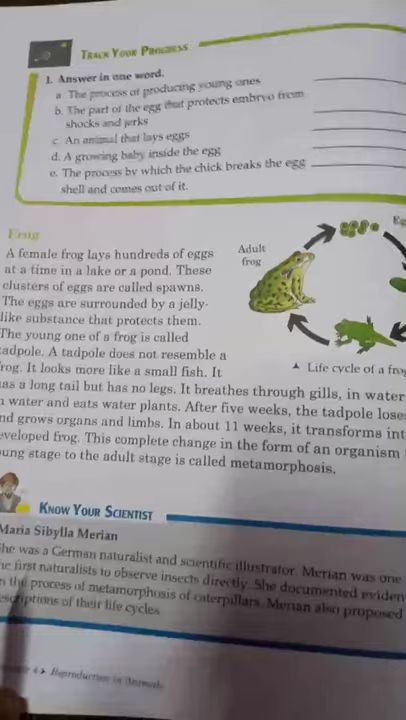 TRACK YOUR PROGRESS
1. Answer in one word.
a. The process of producing young ones
b. The part of the egg that protects embryo from
shocks and jerks
c. An animal that lays eggs
d. A growing baby inside the egg
e. The process by which the chick breaks the egg
shell and comes out of it.
Frog
A female frog lays hundreds of eggs
at a time in a lake or a pond. These
clusters of eggs are called spawns.
The eggs are surrounded by a jelly-
like substance that protects them.
The young one of a frog is called
tadpole. A tadpole does not resemble a
frog. It looks more like a small fish. It
has a long tail but has no legs. It breathes through gills, in water
water and eats water plants. After five weeks, the tadpole loses
and grows organs and limbs. In about 11 weeks, it transforms int
developed frog. This complete change in the form of an organism
young stage to the adult stage is called metamorphosis.
Eg
Adult
frog
▲ Life cycle of a frog
KNOW YOUR SCIENTIST
Maria Sibylla Merian
She was a German naturalist and scientific illustrator. Merian was one
the first naturalists to observe insects directly. She documented eviden
n the process of metamorphosis of caterpillars. Merian also proposed
descriptions of their life cycles.
4 ▸ Reproduction in Animals